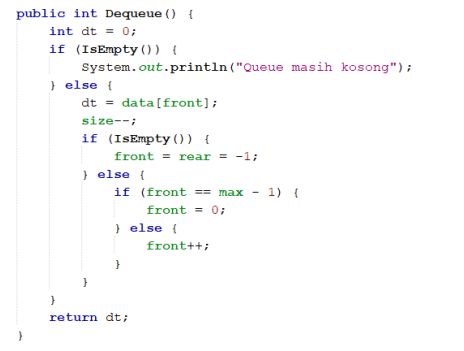 public int Dequeue() {
    int dt = 0;
    if (IsEmpty()) {
        System.out.println("Queue masih kosong");
    } else {
        dt = data[front];
        size--;
        if (IsEmpty()) {
            front = rear = -1;
        } else {
            if (front == max - 1) {
                front = 0;
            } else {
                front++;
            }
        }
    }
    return dt;
}